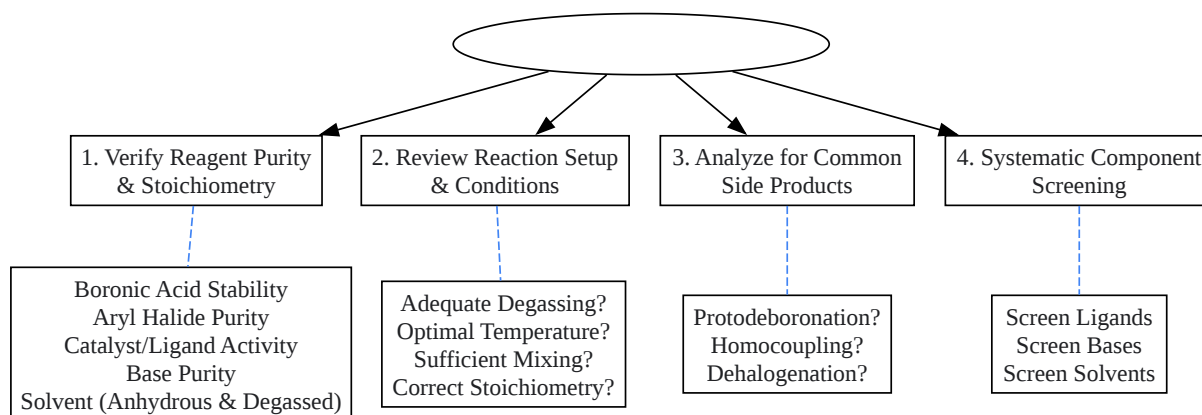 1. Verify Reagent Purity
& Stoichiometry
2. Review Reaction Setup
& Conditions
3. Analyze for Common
Side Products
4. Systematic Component
Screening
Boronic Acid Stability
Aryl Halide Purity
Catalyst/Ligand Activity
Base Purity
Solvent (Anhydrous & Degassed)
Adequate Degassing?
Optimal Temperature?
Sufficient Mixing?
Correct Stoichiometry?
Protodeboronation?
Homocoupling?
Dehalogenation?
Screen Ligands
Screen Bases
Screen Solvents